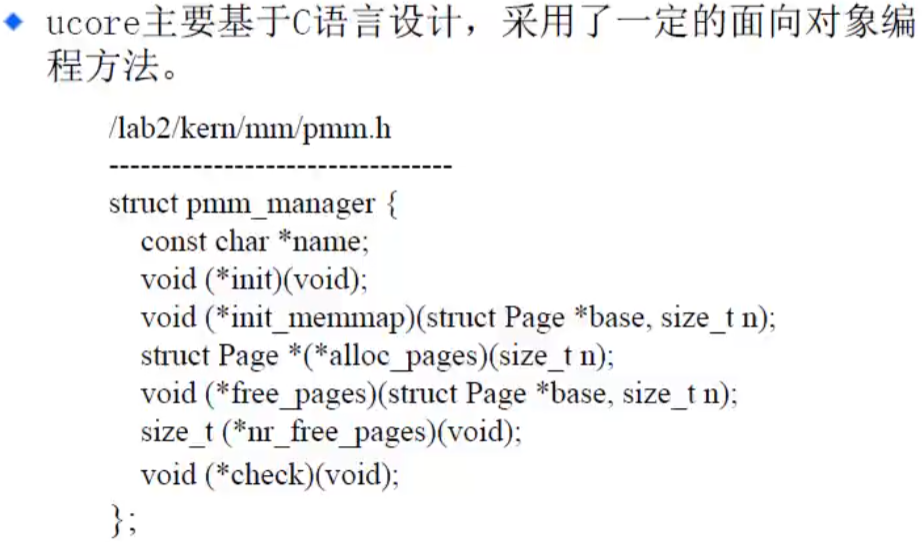 ucore主要基于C语言设计，采用了一定的面向对象编
程方法。
/lab2/kern/mm/pmm.h
---------------------------------
struct pmm_manager {
const char *name;
void (*init)(void);
void (*init_memmap)(struct Page *base, size_t n);
struct Page *(*alloc_pages)(size_t n);
void (*free_pages)(struct Page *base, size_t n);
size_t (*nr_free_pages)(void);
void (*check)(void);
};